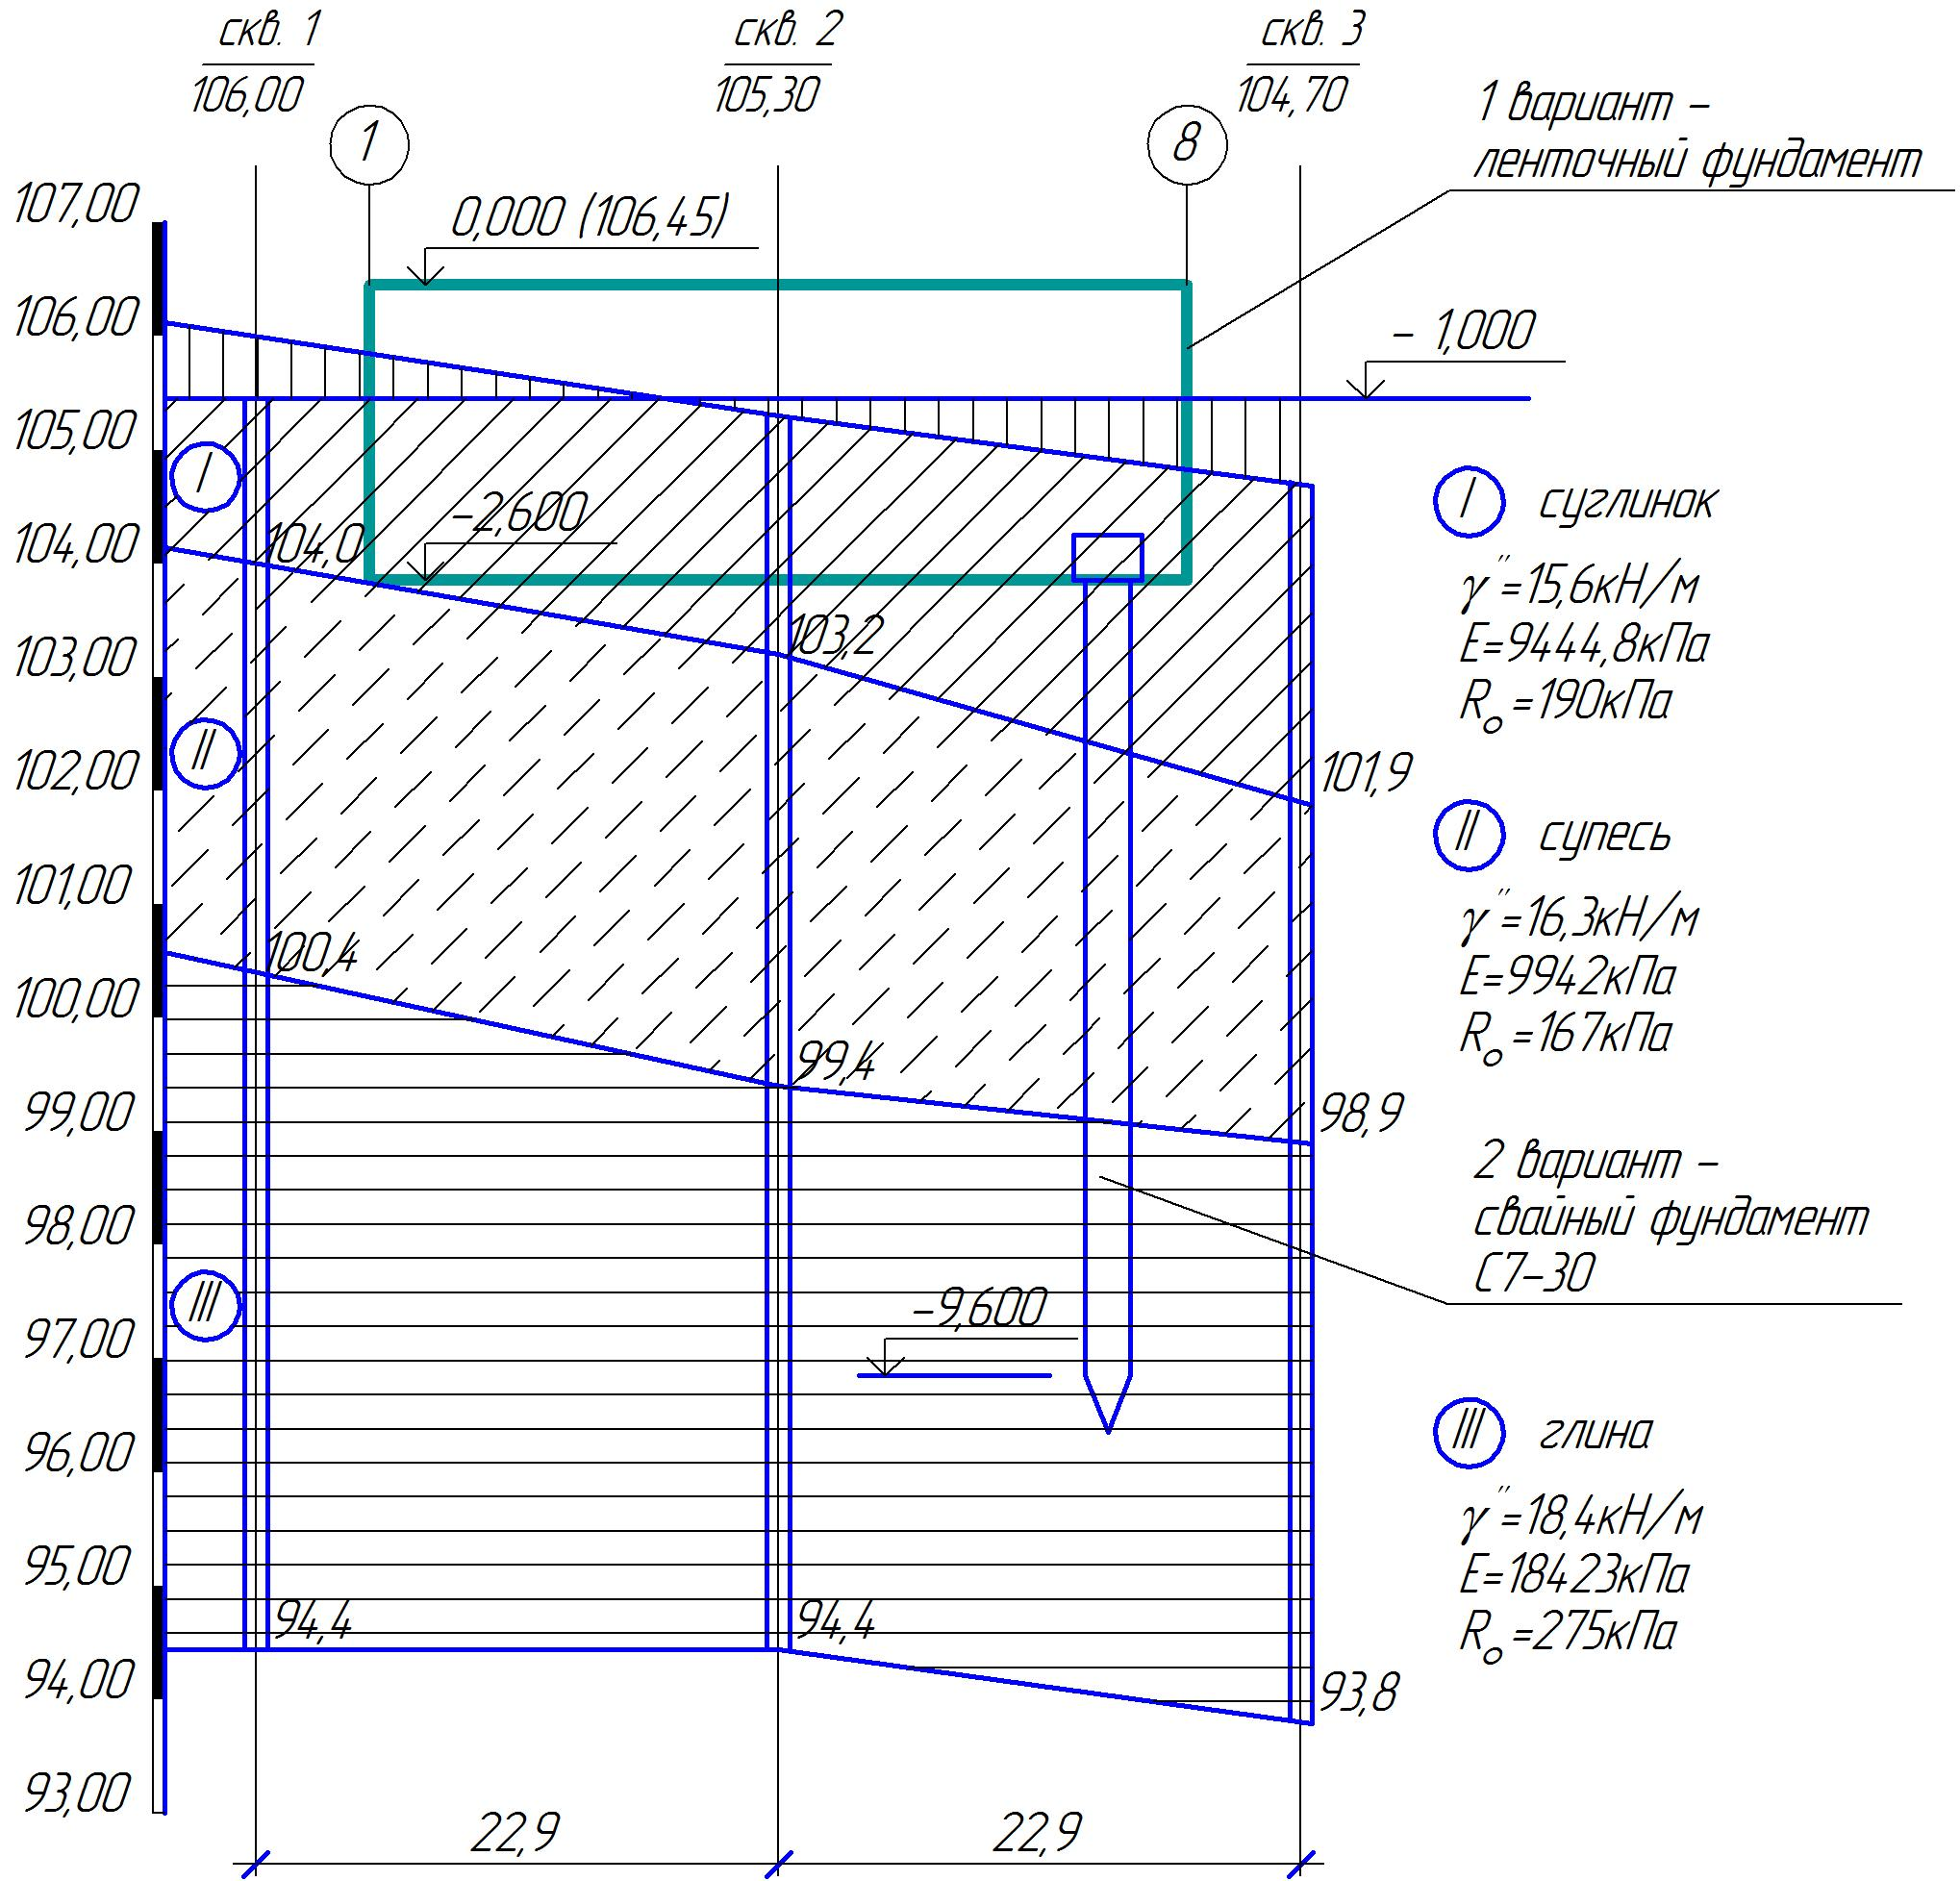 скв. 1
106,00
скв. 2
105,30
скв. 3
104,70
1
8
1 вариант –
ленточный фундамент
0,000 (106,45)
– 1,000
–2,600
–9,600
107,00
106,00
105,00
104,00
103,00
102,00
101,00
100,00
99,00
98,00
97,00
96,00
95,00
94,00
93,00
I
II
III
104,0
103,2
101,9
100,4
99,4
98,9
94,4
94,4
93,8
I суглинок
γ″=15,6кН/м
E=9444,8кПа
Rо=190кПа
II супесь
γ″=16,3кН/м
E=9942кПа
Rо=167кПа
2 вариант –
свайный фундамент
С7–30
III глина
γ″=18,4кН/м
E=18423кПа
Rо=275кПа
22,9
22,9